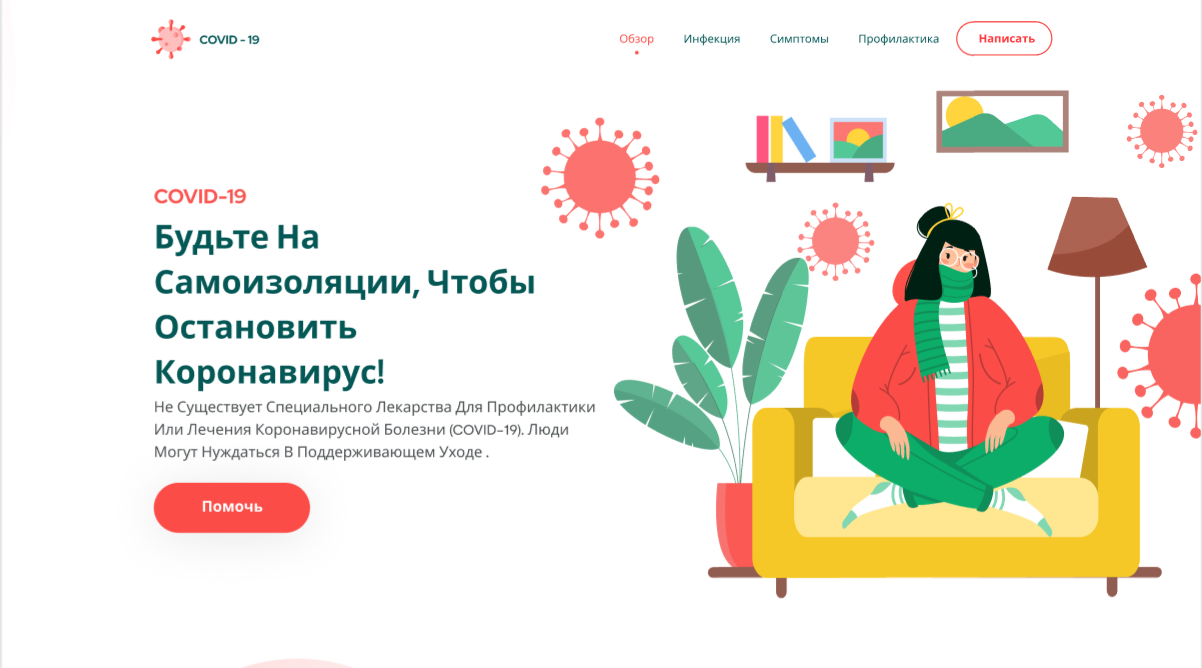 COVID - 19
Обзор
Инфекция
Симптомы
Профилактика
Написать
COVID-19
Будьте На
Самоизоляции, Чтобы
Остановить
Коронавирус!
Не Существует Специального Лекарства Для Профилактики
Или Лечения Коронавирусной Болезни (COVID-19). Люди
Могут Нуждаться В Поддерживающем Уходе .
Помочь